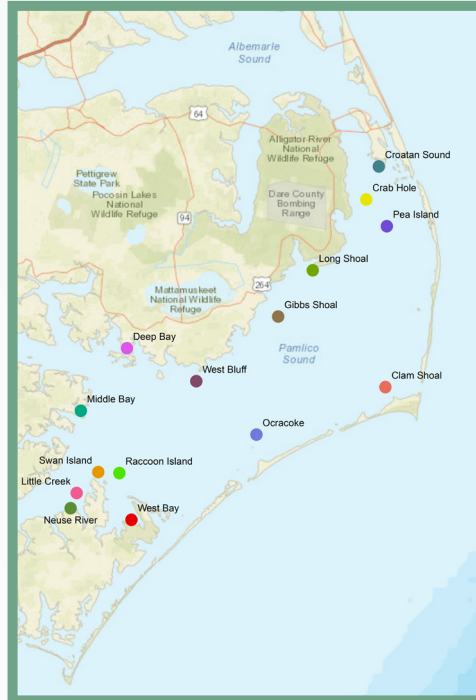 Albemarle
Sound
64
Alligator River
National
Wildlife Refuge
Croatan Sound
Pettigrew
State Park
Crab Hole
Dare County
Bombing
Range
Pocosin Lakes
National
Wildlife Refuge
94
Pea Island
Long Shoal
264
Mattamuskeet
National Wildlife
Refuge
Gibbs Shoal
Deep Bay
Pamlico
Sound
West Bluff
Clam Shoal
Middle Bay
Ocracoke
Swan Island
Raccoon Island
Little Creek
West Bay
Neuse River